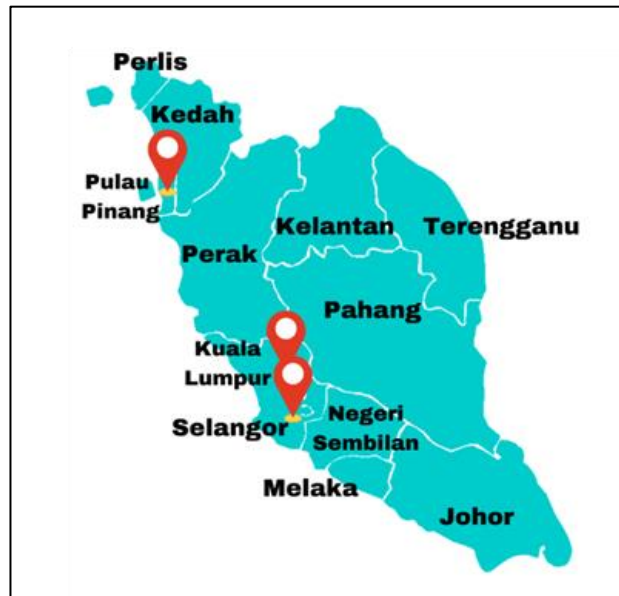 Perlis
Kedah
Pulau
Pinang
Kelantan
Terengganu
Perak
Pahang
Kuala
Lumpur
Negeri
Sembilan
Selangor
Melaka
Johor